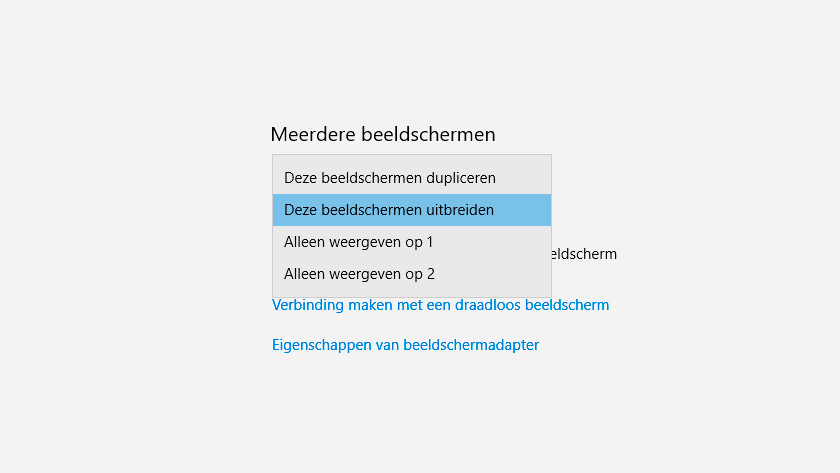 Meerdere beeldschermen
Deze beeldschermen dupliceren
Deze beeldschermen uitbreiden
Alleen weergeven op 1
eldscherm
Alleen weergeven op 2
Verbinding maken met een draadloos beeldscherm
Eigenschappen van beeldschermadapter